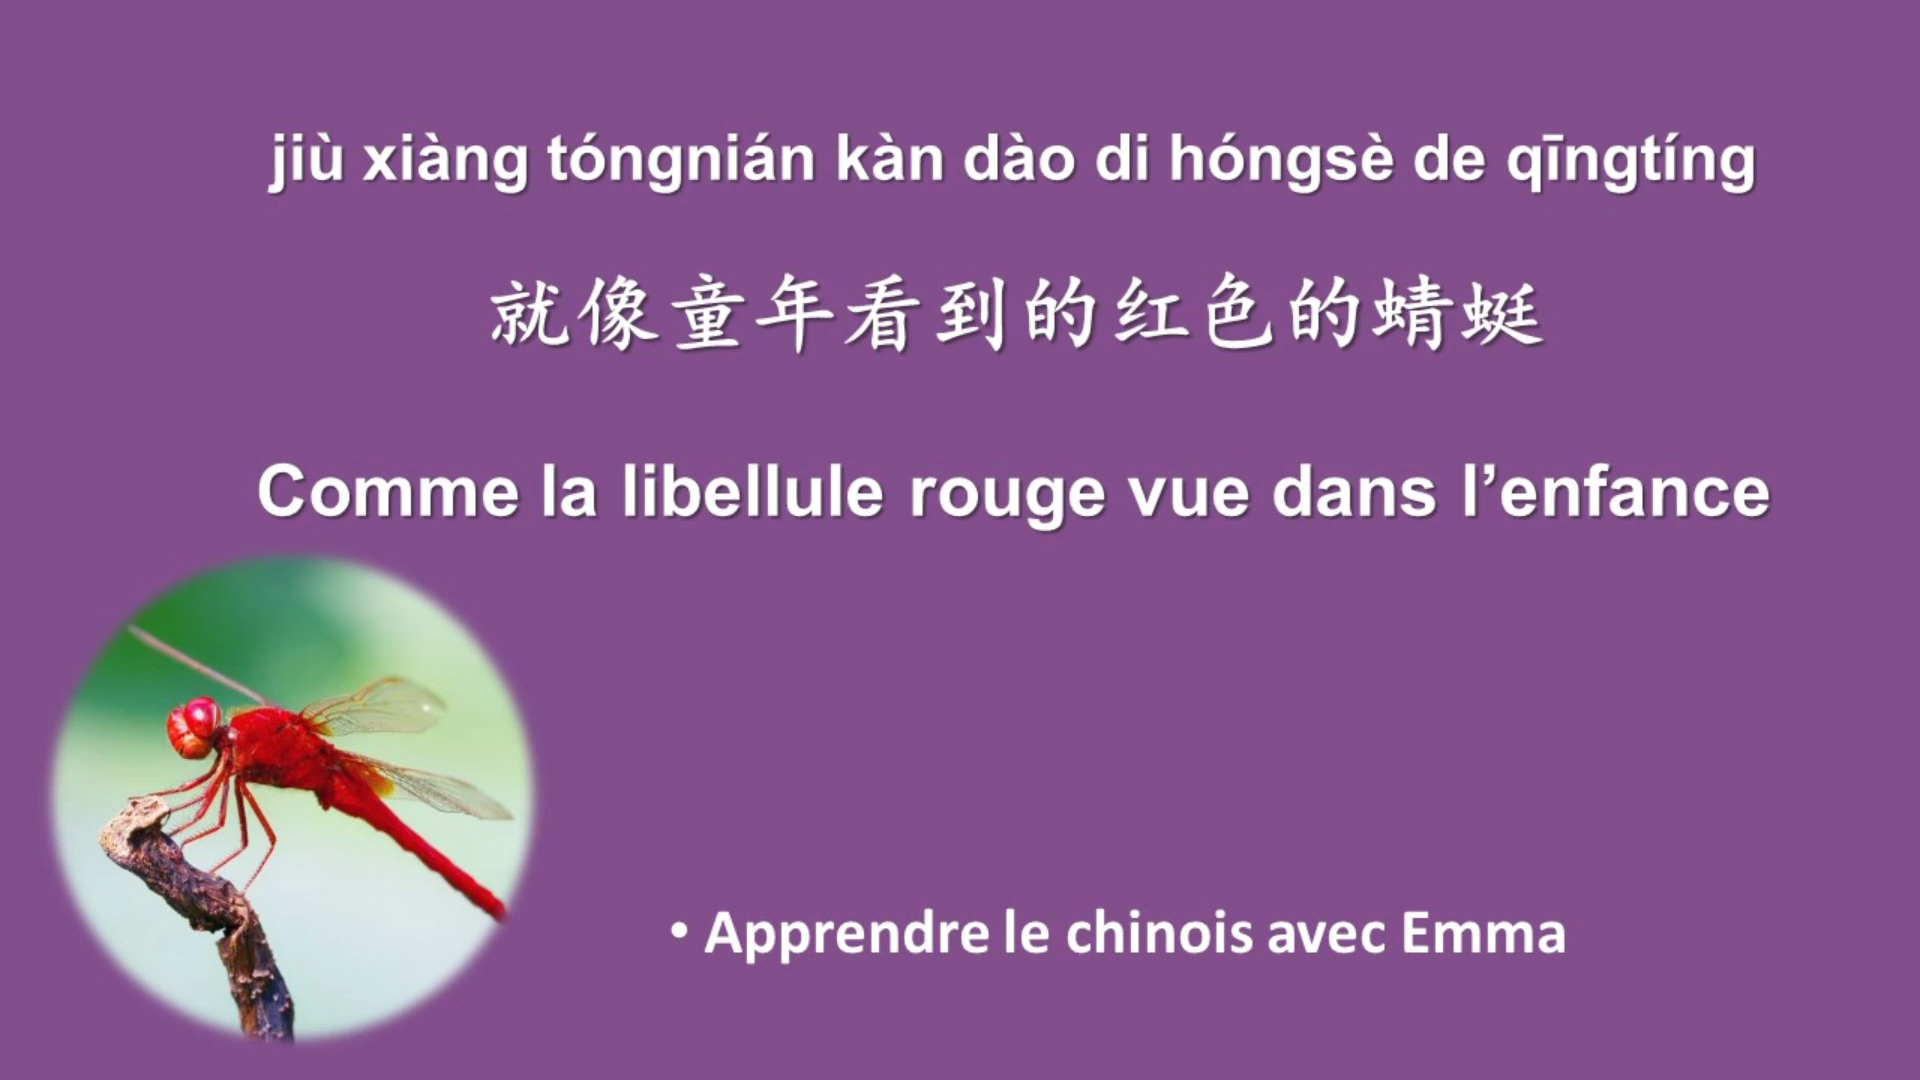 jiù xiàng tóngnián kàn dào di hóngsè de qīngtíng
就像童年看到的红色的蜻蜓
Comme la libellule rouge vue dans l’enfance
• Apprendre le chinois avec Emma